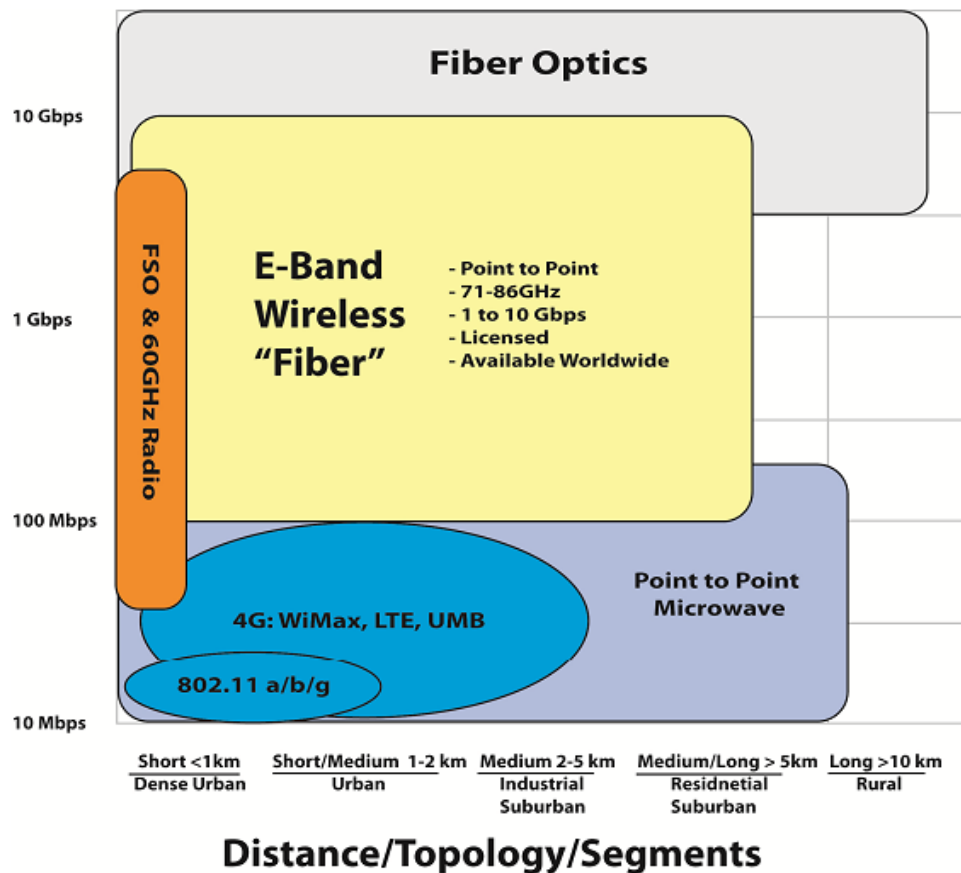 Fiber Optics
10 Gbps
FSO & 60GHz Radio
E-Band
Wireless
“Fiber”
- Point to Point
- 71-86GHz
- 1 to 10 Gbps
- Licensed
- Available Worldwide
1 Gbps
100 Mbps
Point to Point
Microwave
4G: WiMax, LTE, UMB
802.11 a/b/g
10 Mbps
Short <1km
Dense Urban
Short/Medium 1-2 km
Urban
Medium 2-5 km
Industrial
Suburban
Medium/Long > 5km
Residnetial
Suburban
Long >10 km
Rural
Distance/Topology/Segments